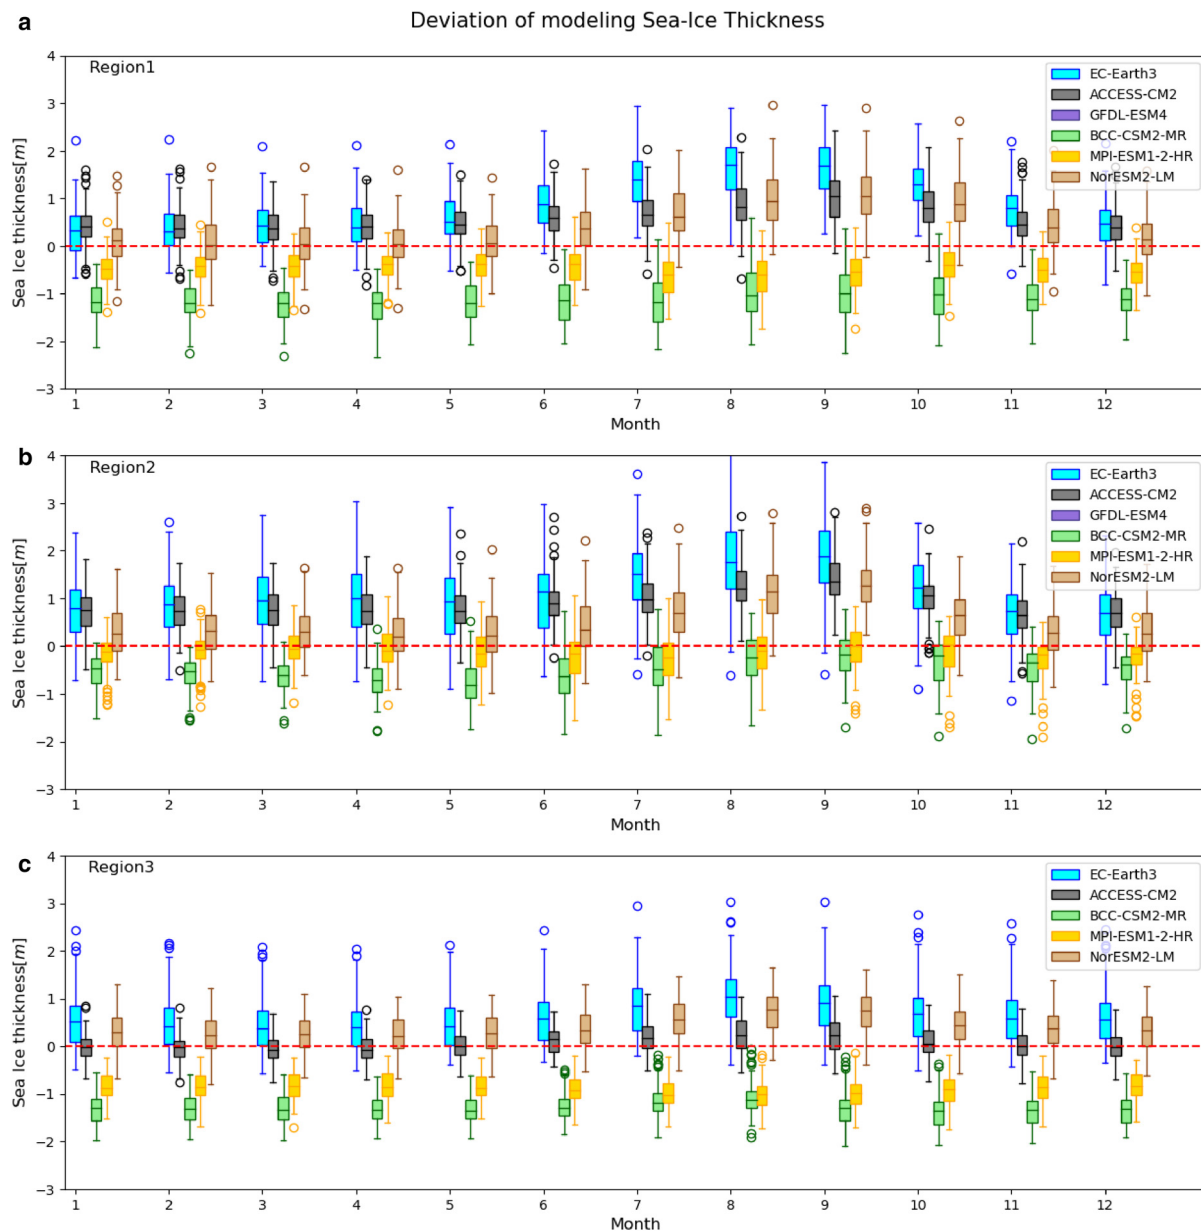 Deviation of modeling Sea-Ice Thickness
a
Region1
Sea Ice thickness[m]
4
3
2
1
0
−1
−2
−3
EC-Earth3
ACCESS-CM2
GFDL-ESM4
BCC-CSM2-MR
MPI-ESM1-2-HR
NorESM2-LM
1 2 3 4 5 6 7 8 9 10 11 12
Month
b
Region2
Sea Ice thickness[m]
4
3
2
1
0
−1
−2
−3
EC-Earth3
ACCESS-CM2
GFDL-ESM4
BCC-CSM2-MR
MPI-ESM1-2-HR
NorESM2-LM
1 2 3 4 5 6 7 8 9 10 11 12
Month
c
Region3
Sea Ice thickness[m]
4
3
2
1
0
−1
−2
−3
EC-Earth3
ACCESS-CM2
BCC-CSM2-MR
MPI-ESM1-2-HR
NorESM2-LM
1 2 3 4 5 6 7 8 9 10 11 12
Month